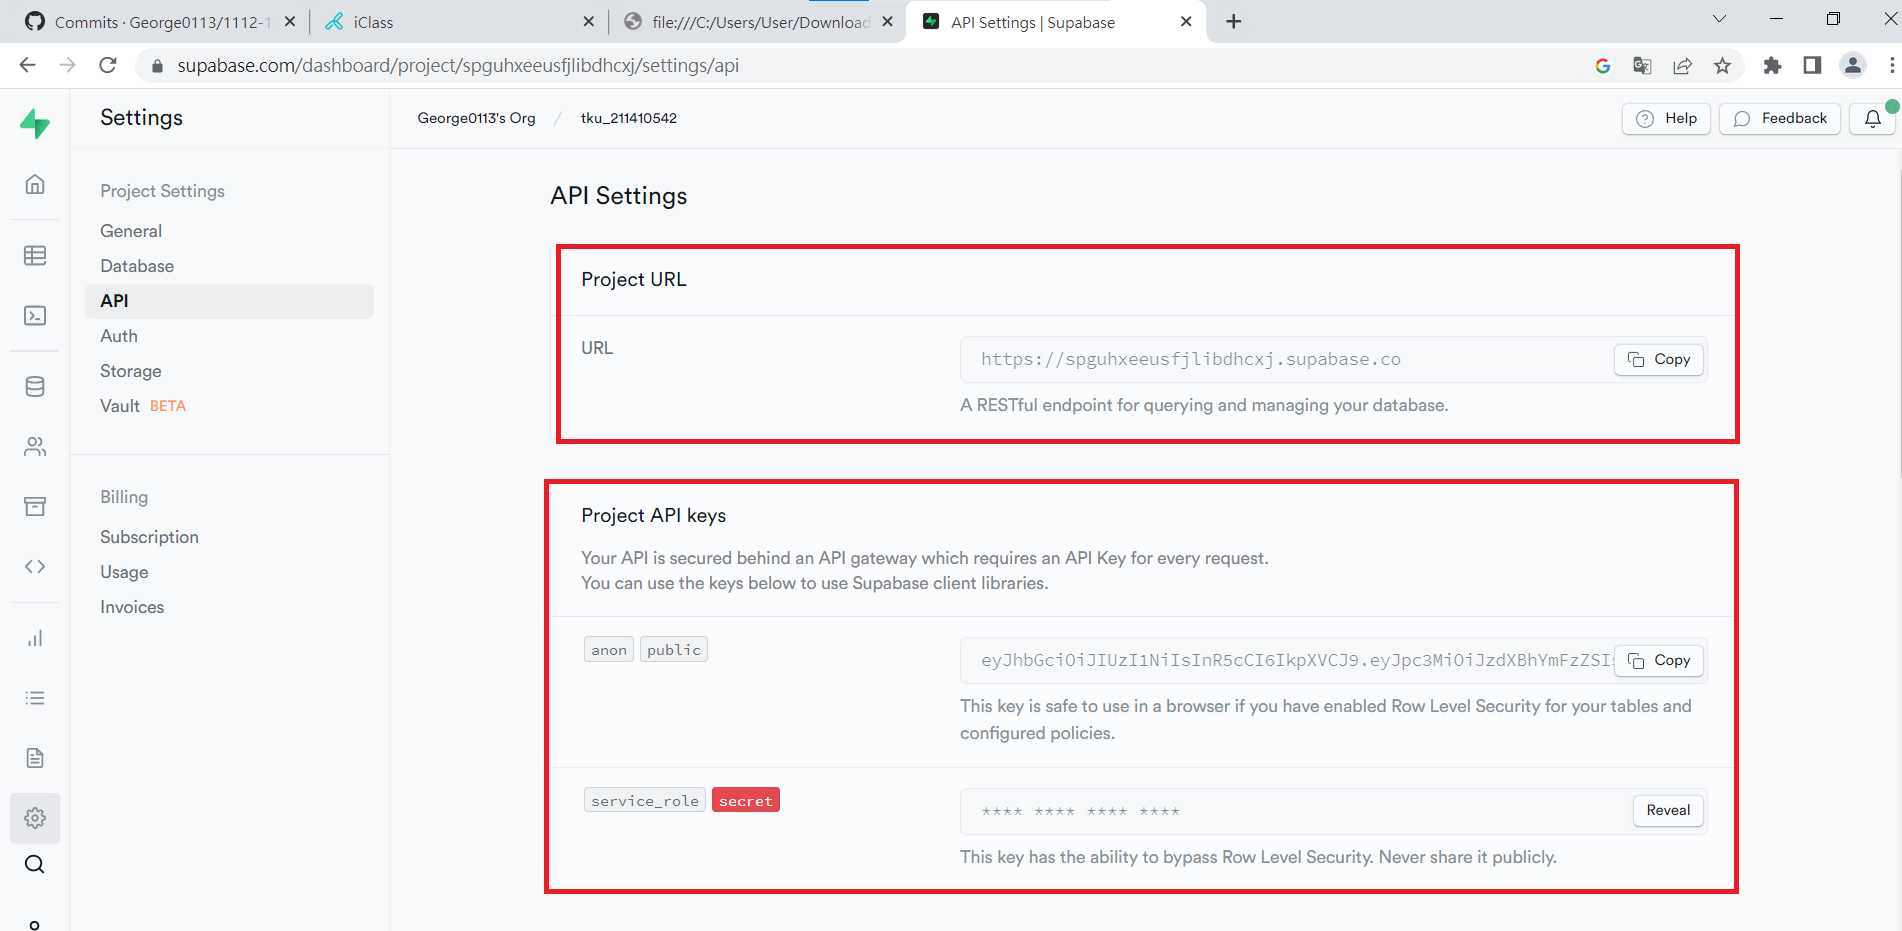 Commits · George0113/1112-1
iClass
file:///C:/Users/User/Download
API Settings | Supabase
supabase.com/dashboard/project/spguhxeeusfjlibdhcxj/settings/api
Settings
George0113's Org / tku_211410542
Help
Feedback
Project Settings
General
Database
API
Auth
Storage
Vault BETA
Billing
Subscription
Usage
Invoices
API Settings
Project URL
URL
https://spguhxeeusfjlibdhcxj.supabase.co
Copy
A RESTful endpoint for querying and managing your database.
Project API keys
Your API is secured behind an API gateway which requires an API Key for every request.
You can use the keys below to use Supabase client libraries.
anon public
eyJhbGciOiJIUzI1NiIsInR5cCI6IkpXVCJ9.eyJpc3MiOiJzdXBhYmFzZSIs
Copy
This key is safe to use in a browser if you have enabled Row Level Security for your tables and
configured policies.
service_role secret
**** **** **** ****
Reveal
This key has the ability to bypass Row Level Security. Never share it publicly.